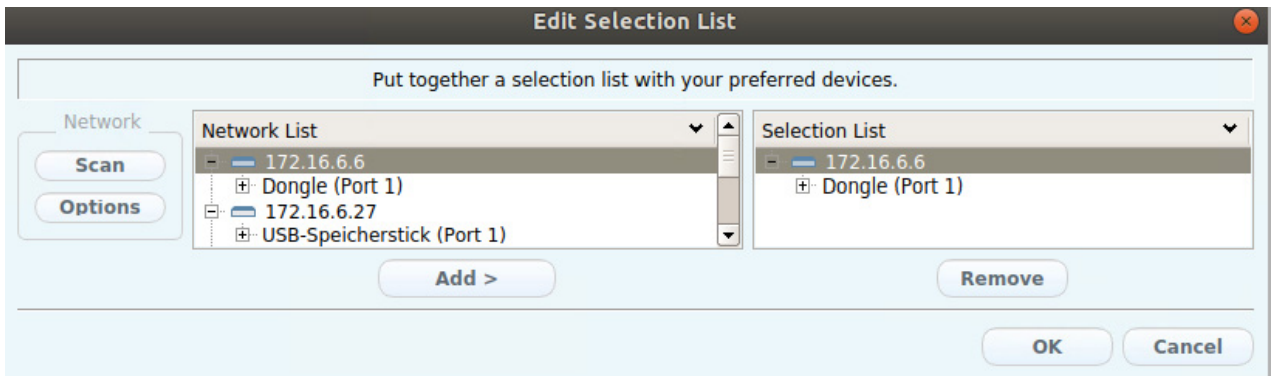 Edit Selection List
Put together a selection list with your preferred devices.
Network
Scan
Options
Network List
172.16.6.6
Dongle (Port 1)
172.16.6.27
USB-Speicherstick (Port 1)
Add >
Selection List
172.16.6.6
Dongle (Port 1)
Remove
OK
Cancel